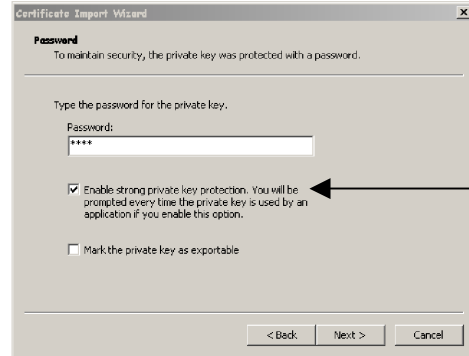 Certificate Import Wizard
Password
To maintain security, the private key was protected with a password.
Type the password for the private key.
Password:
****
Enable strong private key protection. You will be
prompted every time the private key is used by an
application if you enable this option.
Mark the private key as exportable
< Back
Next >
Cancel